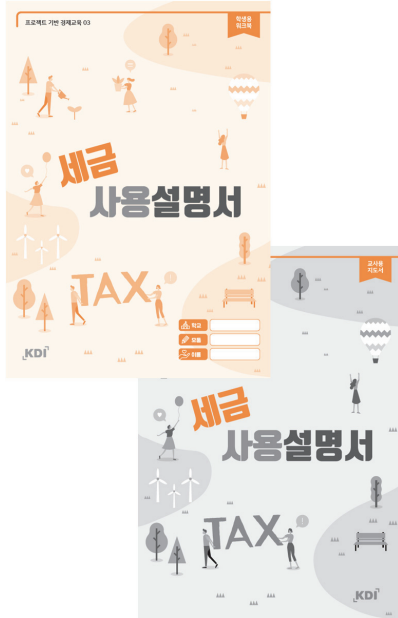 프로젝트 기반 경제교육 03
학생용
워크북
세금
사용설명서
TAX
학교
모둠
이름
KDI
교사용
지도서
세금
사용설명서
TAX
KDI